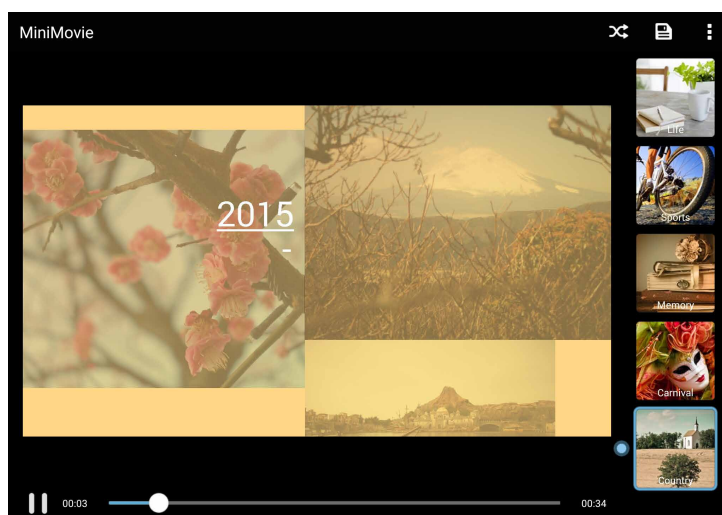 MiniMovie
2015
-
Life
Sports
Memory
Carnival
Country
00:03
00:34